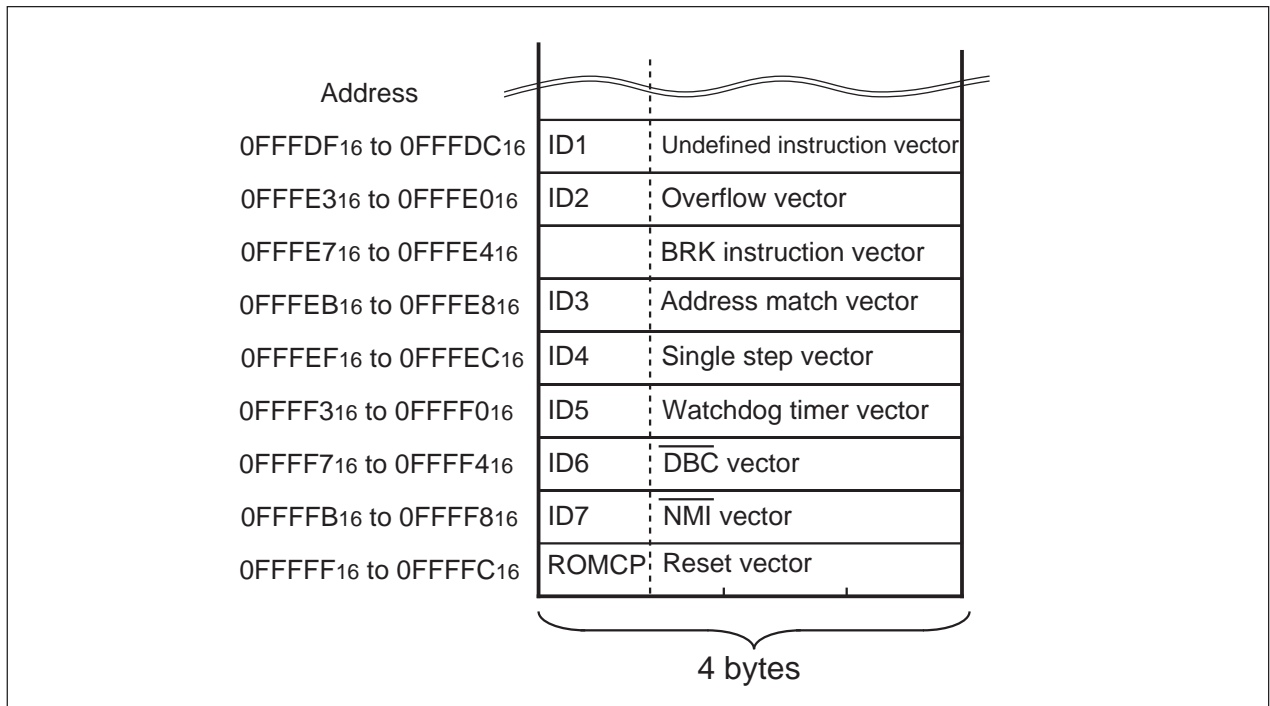 Address
0FFFDF16 to 0FFFDC16 ID1 Undefined instruction vector
0FFFE316 to 0FFFE016 ID2 Overflow vector
0FFFE716 to 0FFFE416 BRK instruction vector
0FFFEB16 to 0FFFE816 ID3 Address match vector
0FFFEF16 to 0FFFEC16 ID4 Single step vector
0FFFF316 to 0FFFF016 ID5 Watchdog timer vector
0FFFF716 to 0FFFF416 ID6 DBC vector
0FFFFB16 to 0FFFF816 ID7 NMI vector
0FFFFF16 to 0FFFFC16 ROMCP Reset vector
4 bytes